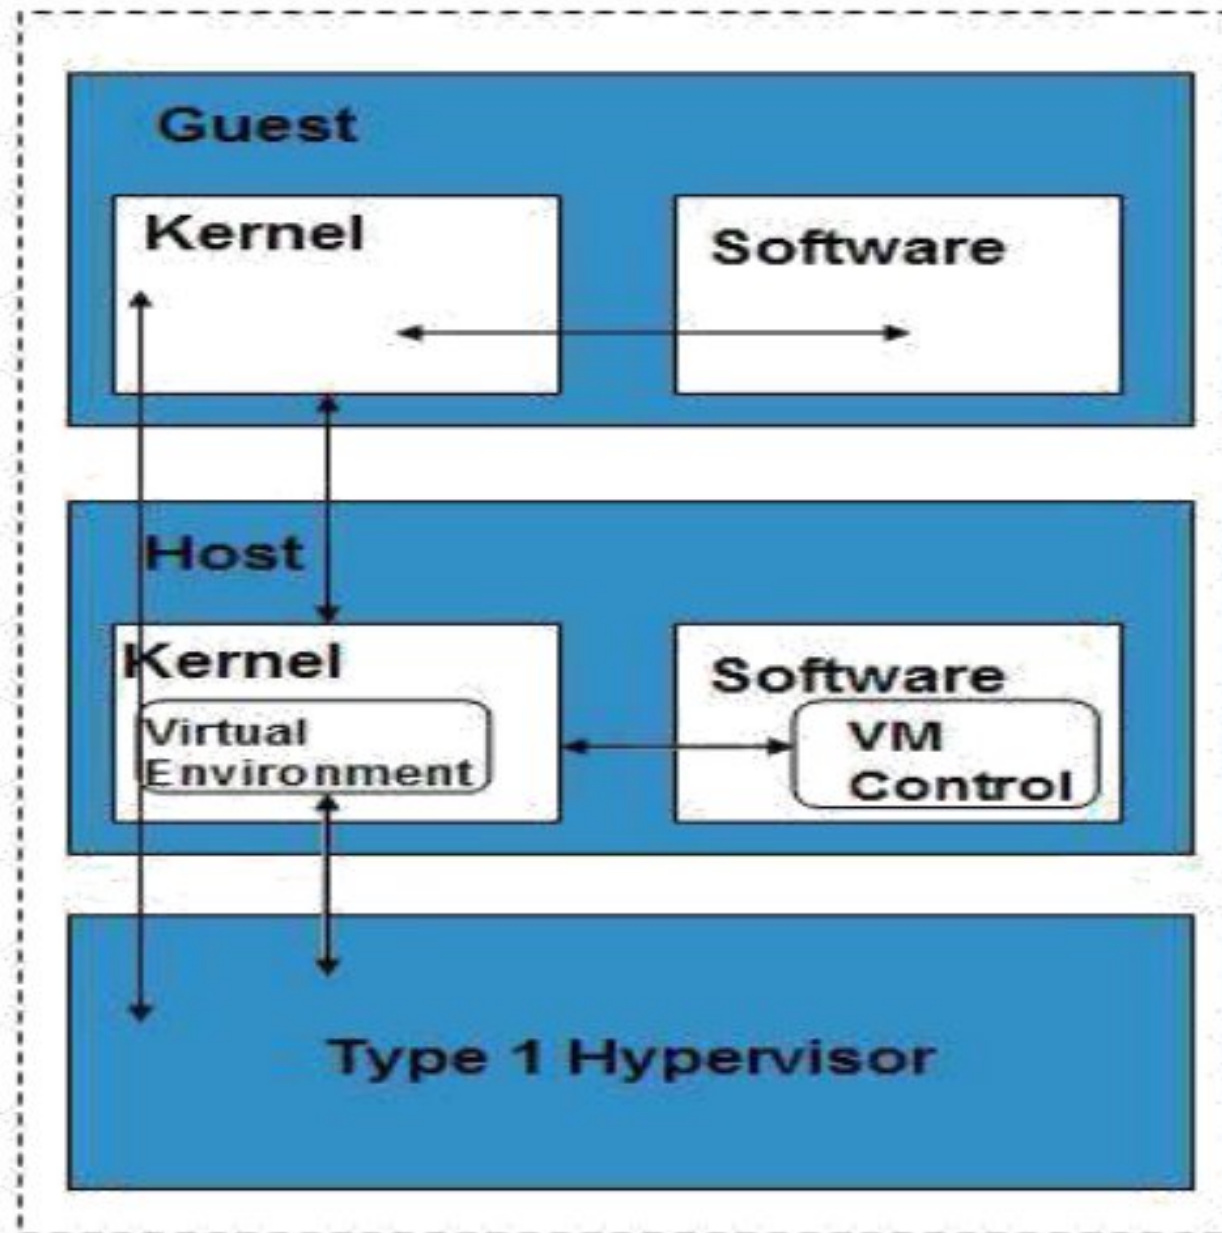 Guest
Kernel
Software
Host
Kernel
Virtual
Environment
Software
VM
Control
Type 1 Hypervisor